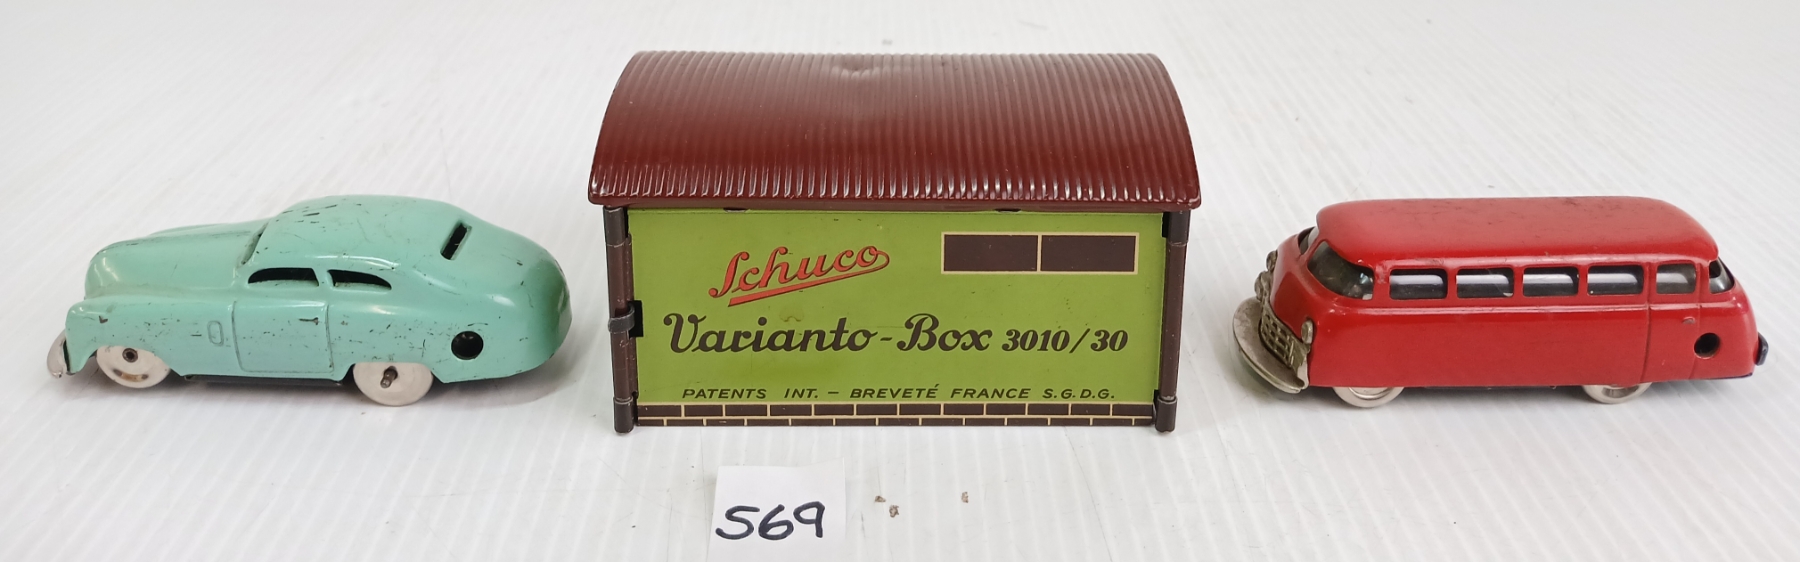 Schuco
Varianto-Box 3010/30
PATENTS INT. – BREVETÉ FRANCE S.G.D.G.
569